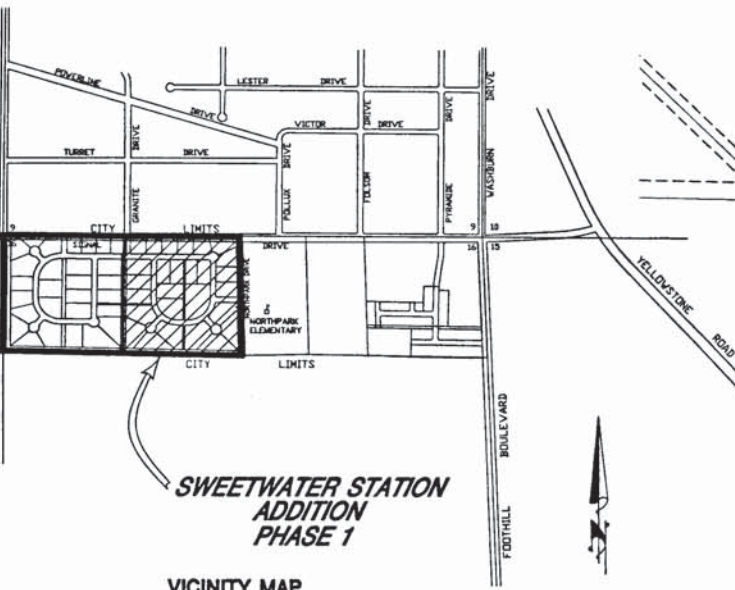 POWERLINE
DRIVE
LESTER DRIVE
VICTOR DRIVE
TURRET DRIVE
GRANITE
DRIVE
POLLUX
DRIVE
FOLSOM
DRIVE
PYRAMIDE
DRIVE
WASHBURN
DRIVE
9
CITY LIMITS
9 10
16 15
SIGNAL
DRIVE
NORTHPARK DRIVE
NORTHPARK
ELEMENTARY
CITY LIMITS
YELLOWSTONE
ROAD
FOOTHILL
BOULEVARD
N
SWEETWATER STATION
ADDITION
PHASE 1
VICINITY MAP